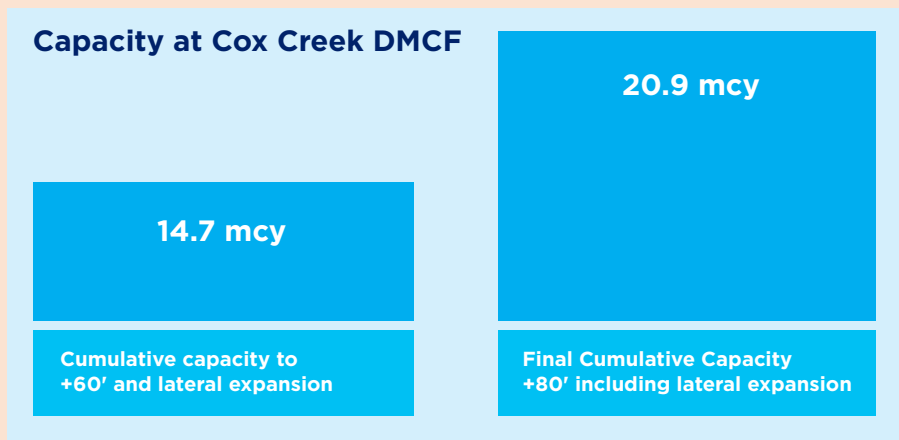 Capacity at Cox Creek DMCF
14.7 mcy
Cumulative capacity to
+60' and lateral expansion
20.9 mcy
Final Cumulative Capacity
+80' including lateral expansion